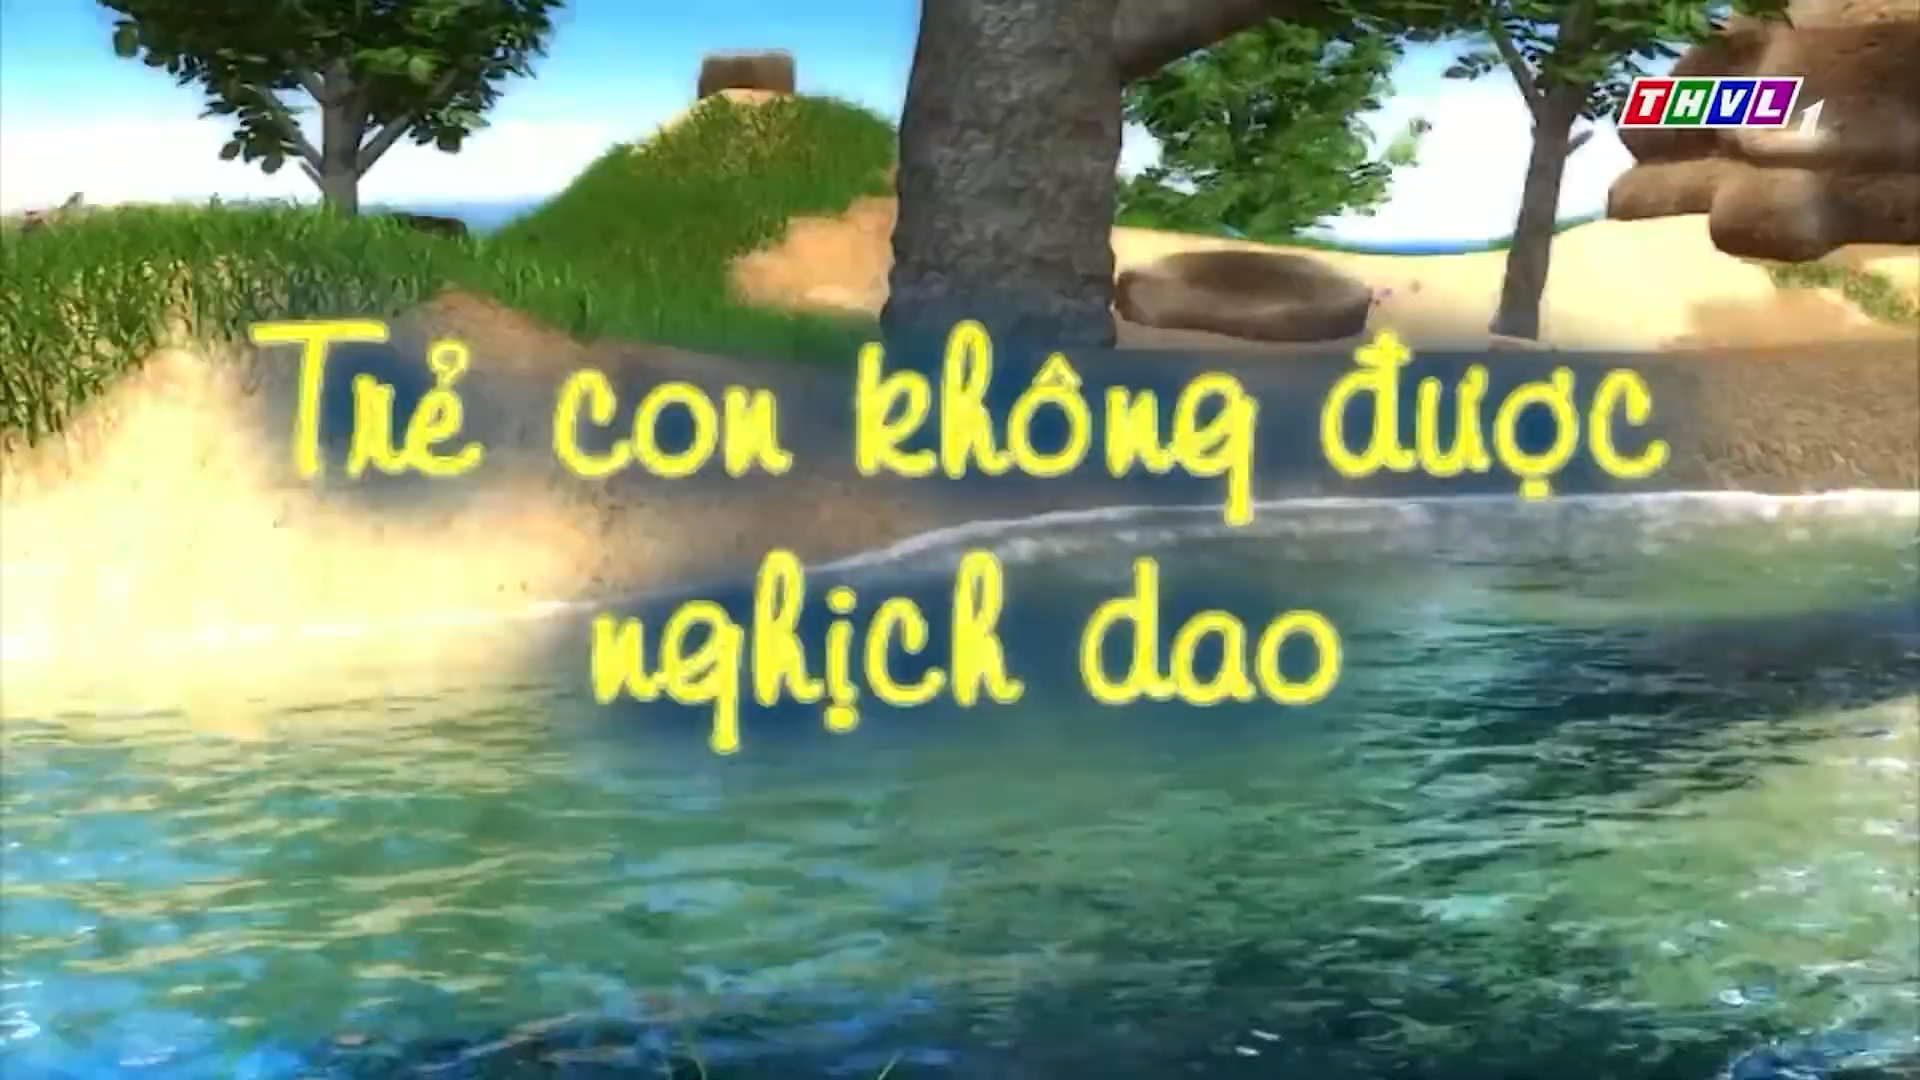 THVL1
Trẻ con không được
nghịch dao